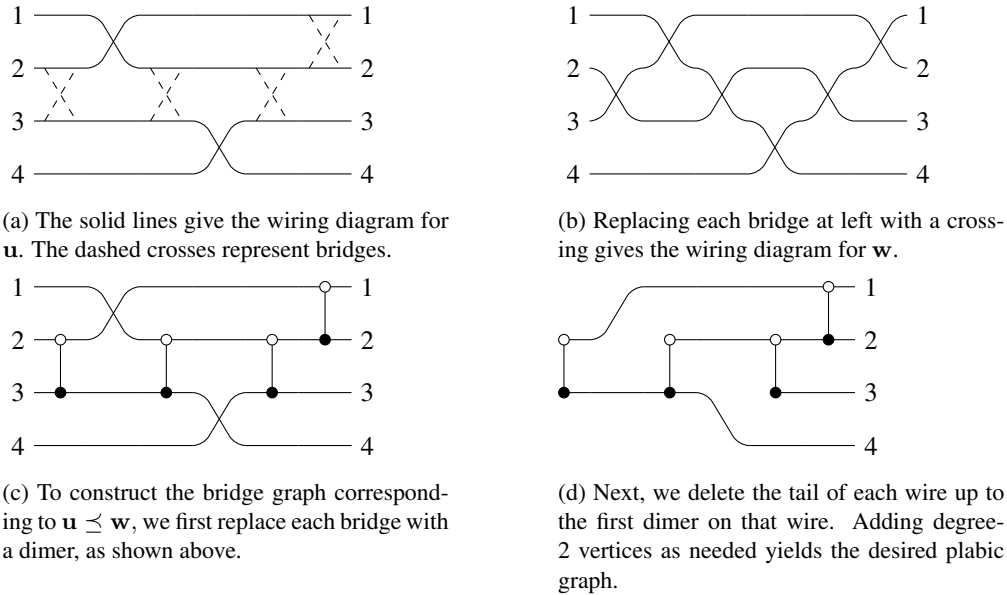 1 1 1 1
2 2 2 2
3 3 3 3
4 4 4 4
(a) The solid lines give the wiring diagram for
u. The dashed crosses represent bridges.
(b) Replacing each bridge at left with a cross-
ing gives the wiring diagram for w.
1 1 1
2 2 2
3 3 3
4 4 4
(c) To construct the bridge graph correspond-
ing to u ⪯ w, we first replace each bridge with
a dimer, as shown above.
(d) Next, we delete the tail of each wire up to
the first dimer on that wire. Adding degree-
2 vertices as needed yields the desired plabic
graph.